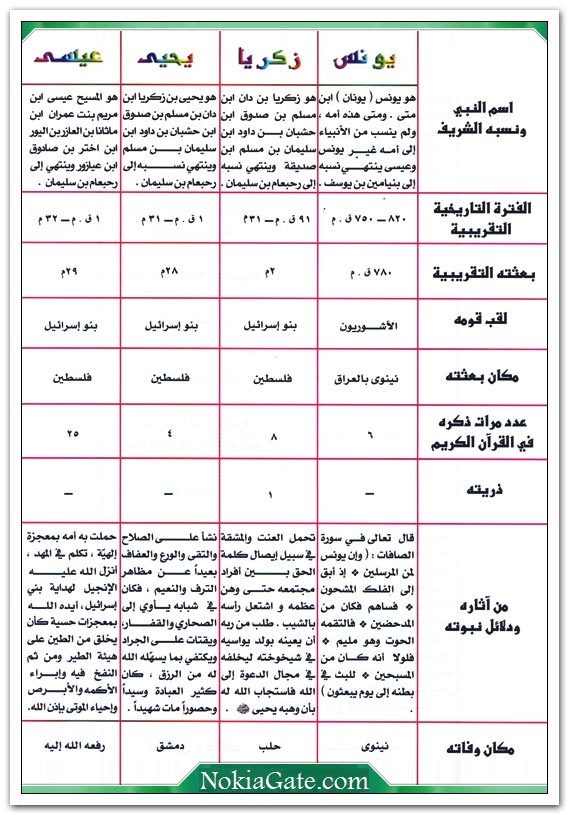 يونس
زكريا
يحيى
عيسى
اسم النبي
ونسبه الشريف
هو يونس ( يونان ) ابن
متى . ومتى هذه أمه ،
ولم ينسب من الأنبياء
إلى أمه غير يونس
وعيسى ينتهي نسبه
إلى بنيامين بن يوسف .
هو زكريا بن دان ابن
مسلم بن صدوق ابن
حشبان بن داود ابن
سليمان بن مسلم ابن
صديقة وينتهي نسبه
إلى رحبعام بن سليمان .
هو يحيى بن زكريا ابن
دان بن مسلم بن صدوق
ابن حشبان بن داود ابن
سليمان بن مسلم
وينتهي نسبه إلى
رحبعام بن سليمان .
هو المسيح عيسى ابن
مريم بنت عمران ابن
ماثانا بن العازر بن اليور
ابن اختر بن صادوق
ابن عيازور وينتهي إلى
رحبعام بن سليمان .
الفترة التاريخية
التقريبية
٨٢٠ – ٧٥٠ ق . م
٩١ ق . م – ٣١م
١ ق . م – ٣١ م
١ ق . م – ٣٢ م
بعثته التقريبية
٧٨٠ ق . م
٢م
٢٨م
٢٩م
لقب قومه
الآشوريون
بنو إسرائيل
بنو إسرائيل
بنو إسرائيل
مكان بعثته
نينوى بالعراق
فلسطين
فلسطين
فلسطين
عدد مرات ذكره
في القرآن الكريم
٦
٨
٤
٢٥
ذريته
–
١
–
–
من آثاره
ودلائل نبوته
قال تعالى في سورة
الصافات : ( وإن يونس
لمن المرسلين ❖ إذ أبق
إلى الفلك المشحون
❖ فساهم فكان من
المدحضين ❖ فالتقمه
الحوت وهو مليم ❖
فلولا أنه كان من
المسبحين ❖ للبث في
بطنه إلى يوم يبعثون )
تحمل العنت والمشقة
في سبيل إيصال كلمة
الحق بين أفراد
مجتمعه حتى وهن
عظمه و اشتعل رأسه
بالشيب . طلب من ربه
أن يعينه بولد يواسيه
في شيخوخته ليخلفه
في مجال الدعوة إلى
الله فاستجاب الله له
بأن وهبه يحيى ﷺ .
نشأ على الصلاح
والتقى والورع والعفاف
بعيداً عن مظاهر
الترف والنعيم ، فكان
في شبابه يأوي إلى
الصحاري والقفار،
ويقتات على الجراد
ويكتفي بما يسهّله الله
له من الرزق ، كان
كثير العبادة وسيداً
وحصوراً مات شهيداً .
حملت به أمه بمعجزة
إلهيّة ، تكلم في المهد ،
أنزل الله عليه
الإنجيل لهداية بني
إسرائيل ، أيده الله
بمعجزات حسية كأن
يخلق من الطين على
هيئة الطير ومن ثم
النفخ فيه وإبراء
الأكمه والأبرص
وإحياء الموتى بإذن الله.
مكان وفاته
نينوى
حلب
دمشق
رفعه الله إليه
NokiaGate.com